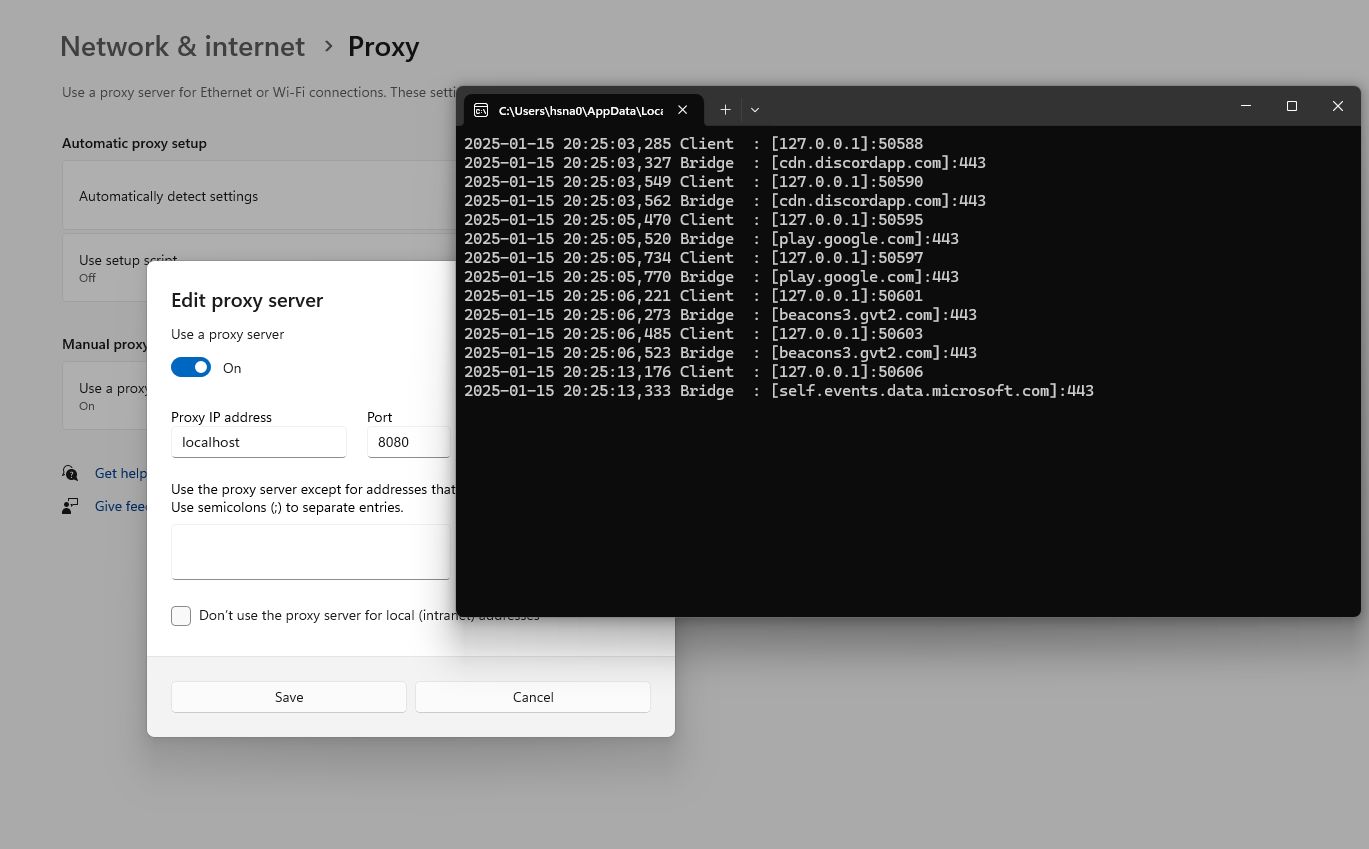 Network & internet › Proxy
Use a proxy server for Ethernet or Wi-Fi connections. These
Automatic proxy setup
Automatically detect settings
Use setup script
Off
Manual proxy
Use a proxy
On
Get help
Give
Edit proxy server
Use a proxy server
On
Proxy IP address Port
localhost 8080
Use the proxy server except for addresses that
Use semicolons (;) to separate entries.
Don't use the proxy server for local (intranet) addresses
Save Cancel
C:\Users\hsna0\AppData\Loca
2025-01-15 20:25:03,285 Client : [127.0.0.1]:50588
2025-01-15 20:25:03,327 Bridge : [cdn.discordapp.com]:443
2025-01-15 20:25:03,549 Client : [127.0.0.1]:50590
2025-01-15 20:25:03,562 Bridge : [cdn.discordapp.com]:443
2025-01-15 20:25:05,470 Client : [127.0.0.1]:50595
2025-01-15 20:25:05,520 Bridge : [play.google.com]:443
2025-01-15 20:25:05,734 Client : [127.0.0.1]:50597
2025-01-15 20:25:05,770 Bridge : [play.google.com]:443
2025-01-15 20:25:06,221 Client : [127.0.0.1]:50601
2025-01-15 20:25:06,273 Bridge : [beacons3.gvt2.com]:443
2025-01-15 20:25:06,485 Client : [127.0.0.1]:50603
2025-01-15 20:25:06,523 Bridge : [beacons3.gvt2.com]:443
2025-01-15 20:25:13,176 Client : [127.0.0.1]:50606
2025-01-15 20:25:13,333 Bridge : [self.events.data.microsoft.com]:443